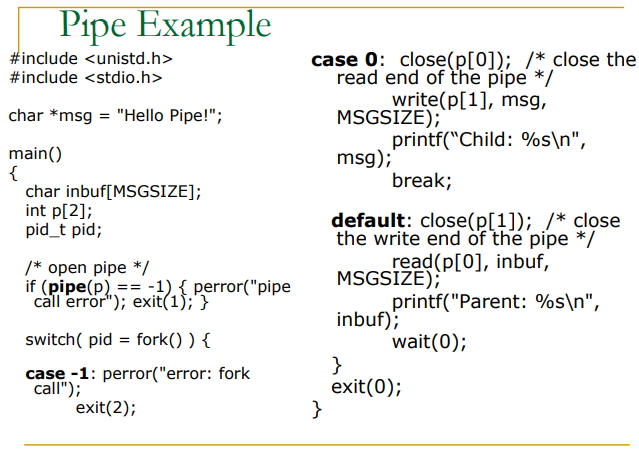 Pipe Example
#include <unistd.h>
#include <stdio.h>
char *msg = "Hello Pipe!";
main()
{
char inbuf[MSGSIZE];
int p[2];
pid_t pid;
/* open pipe */
if (pipe(p) == -1) { perror("pipe
call error"); exit(1); }
switch( pid = fork() ) {
case -1: perror("error: fork
call");
exit(2);
case 0:  close(p[0]);  /* close the
read end of the pipe */
write(p[1], msg,
MSGSIZE);
printf(“Child: %s\n",
msg);
break;
default: close(p[1]);  /* close
the write end of the pipe */
read(p[0], inbuf,
MSGSIZE);
printf("Parent: %s\n",
inbuf);
wait(0);
}
exit(0);
}